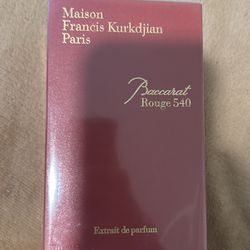 Maison
Francis Kurkdjian
Paris
Baccarat
Rouge 540
Extrait de parfum